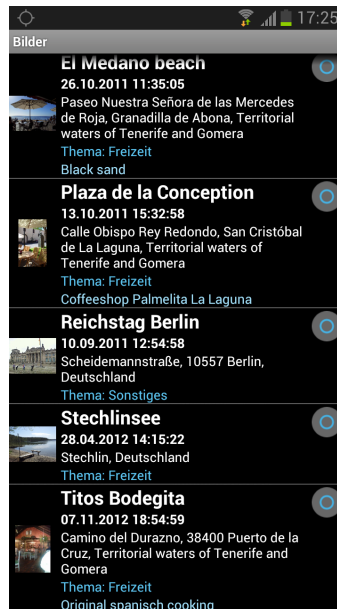 17:25
Bilder
El Medano beach
26.10.2011 11:35:05
Paseo Nuestra Señora de las Mercedes
de Roja, Granadilla de Abona, Territorial
waters of Tenerife and Gomera
Thema: Freizeit
Black sand
Plaza de la Conception
13.10.2011 15:32:58
Calle Obispo Rey Redondo, San Cristóbal
de La Laguna, Territorial waters of
Tenerife and Gomera
Thema: Freizeit
Coffeeshop Palmelita La Laguna
Reichstag Berlin
10.09.2011 12:54:58
Scheidemannstraße, 10557 Berlin,
Deutschland
Thema: Sonstiges
Stechlinsee
28.04.2012 14:15:22
Stechlin, Deutschland
Thema: Freizeit
Titos Bodegita
07.11.2012 18:54:59
Camino del Durazno, 38400 Puerto de la
Cruz, Territorial waters of Tenerife and
Gomera
Thema: Freizeit
Original spanisch cooking